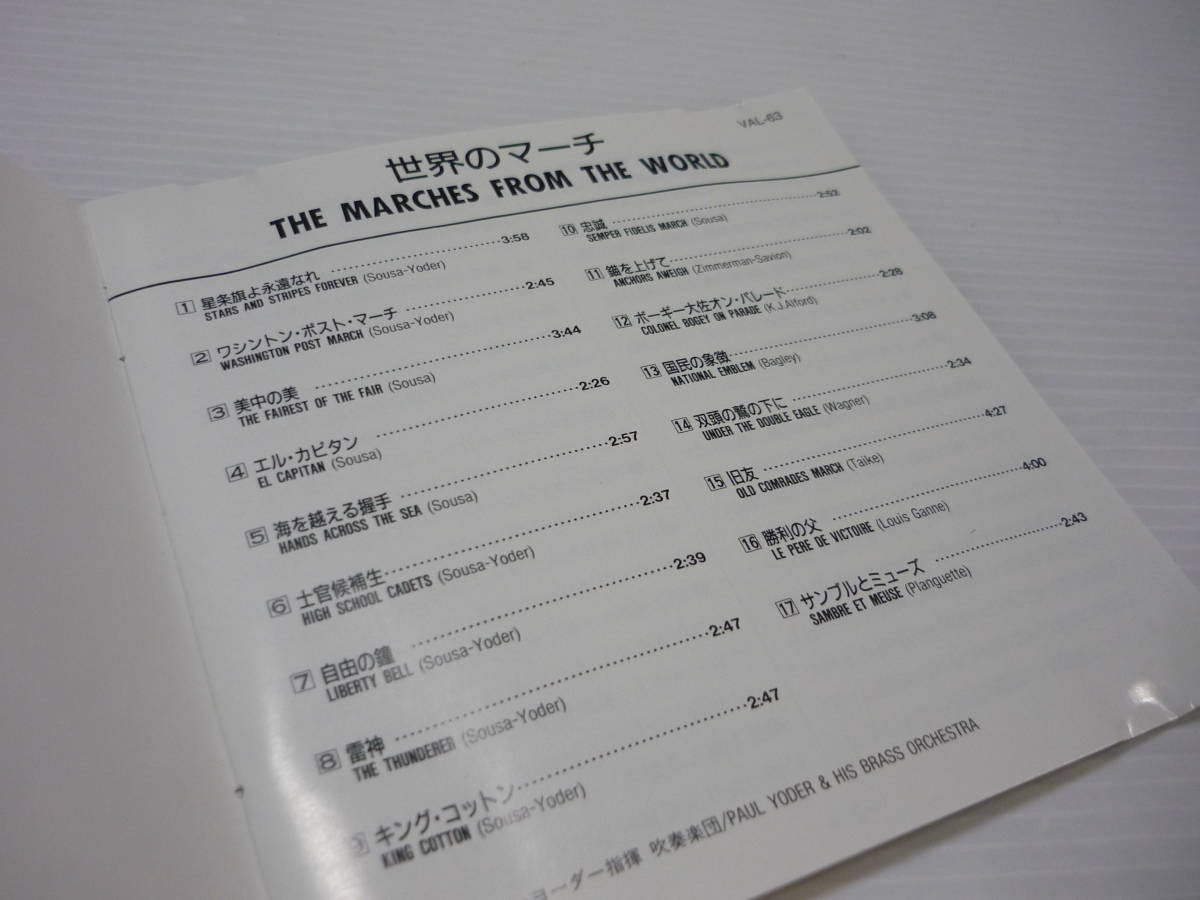 VAL-63
世界のマーチ
THE MARCHES FROM THE WORLD
1 星条旗よ永遠なれ 3:58
STARS AND STRIPES FOREVER (Sousa-Yoder)
2 ワシントン・ポスト・マーチ 2:45
WASHINGTON POST MARCH (Sousa-Yoder)
3 美中の美 3:44
THE FAIREST OF THE FAIR (Sousa)
4 エル・カピタン 2:26
EL CAPITAN (Sousa)
5 海を越える握手 2:57
HANDS ACROSS THE SEA (Sousa)
6 士官候補生 2:37
HIGH SCHOOL CADETS (Sousa-Yoder)
7 自由の鐘 2:39
LIBERTY BELL (Sousa-Yoder)
8 雷神 2:47
THE THUNDERER (Sousa-Yoder)
9 キング・コットン 2:47
KING COTTON (Sousa-Yoder)
10 忠誠 2:52
SEMPER FIDELIS MARCH (Sousa)
11 錨を上げて 2:02
ANCHORS AWEIGH (Zimmerman-Savion)
12 ボーギー大佐オン・パレード 2:28
COLONEL BOGEY ON PARADE (K.J.Alford)
13 国民の象徴 3:08
NATIONAL EMBLEM (Bagley)
14 双頭の鷲の下に 2:34
UNDER THE DOUBLE EAGLE (Wagner)
15 旧友 4:27
OLD COMRADES MARCH (Taike)
16 勝利の父 4:00
LE PERE DE VICTOIRE (Louis Ganne)
17 サンブルとミューズ 2:43
SAMBRE ET MEUSE (Planguette)
ヨーダー指揮 吹奏楽団/PAUL YODER & HIS BRASS ORCHESTRA